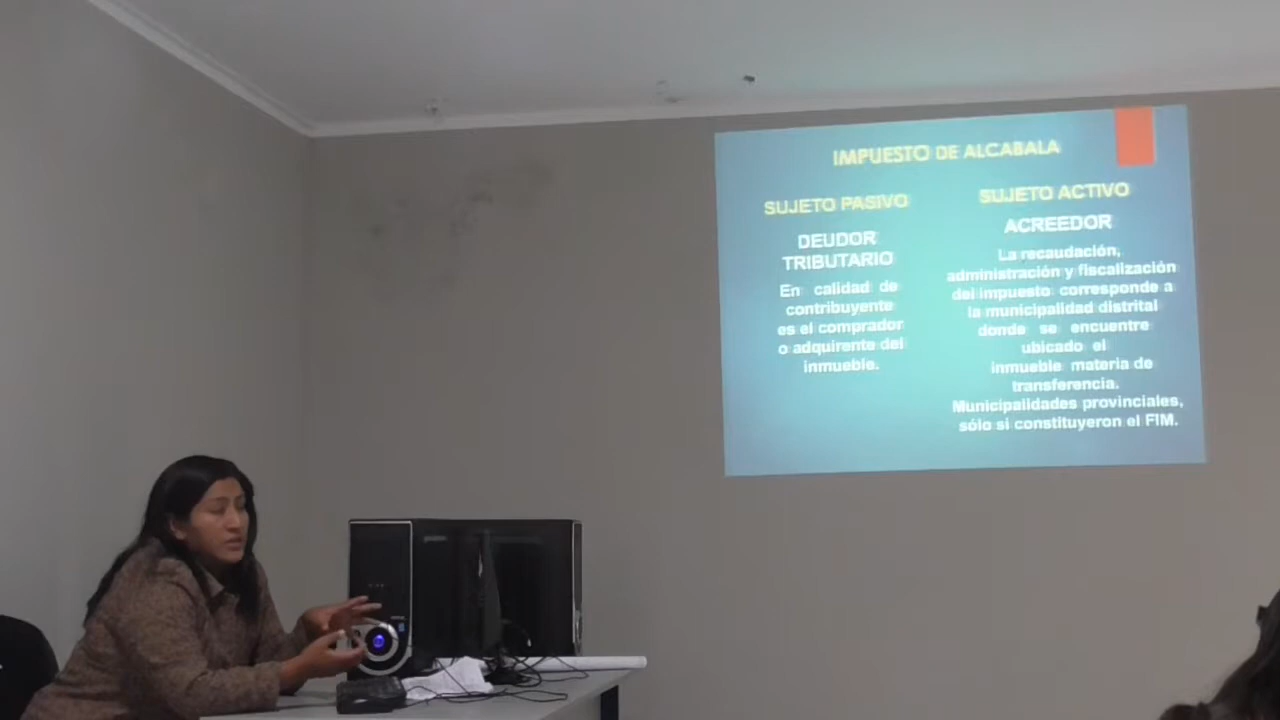 IMPUESTO DE ALCABALA
SUJETO PASIVO
DEUDOR
TRIBUTARIO
En calidad de
contribuyente
es el comprador
o adquirente del
inmueble.
SUJETO ACTIVO
ACREEDOR
La recaudación,
administración y fiscalización
del impuesto corresponde a
la municipalidad distrital
donde se encuentre
ubicado el
inmueble materia de
transferencia.
Municipalidades provinciales,
sólo si constituyeron el FIM.